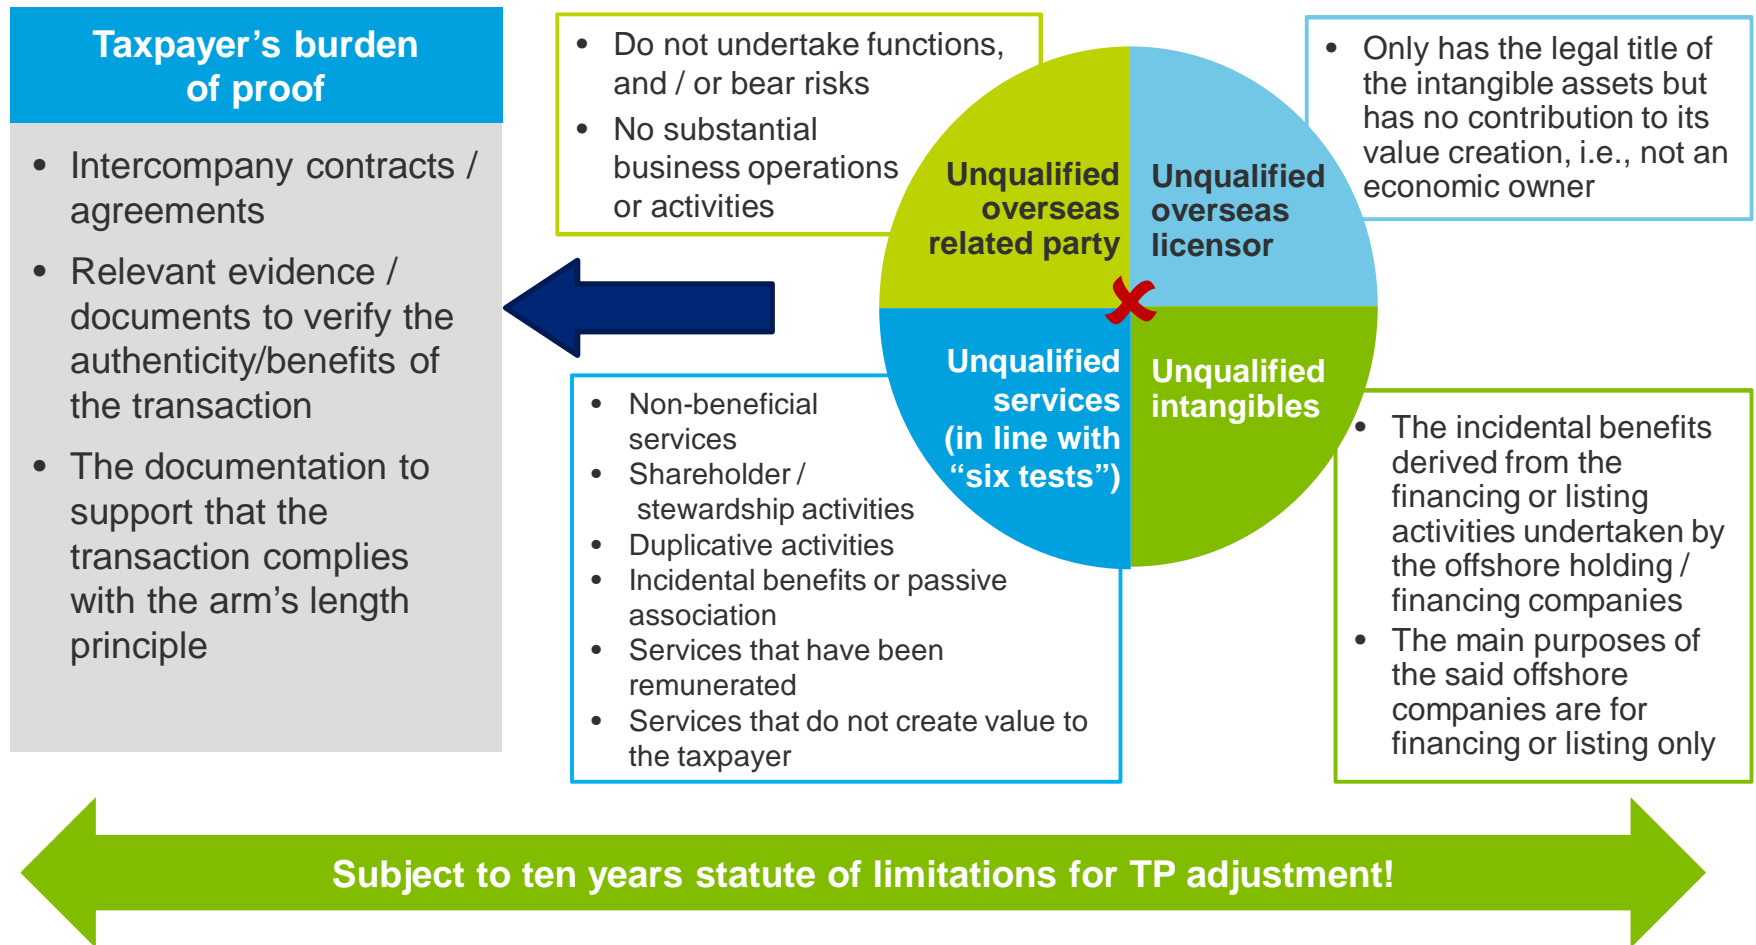 Taxpayer's burden
of proof
• Intercompany contracts /
agreements
• Relevant evidence /
documents to verify the
authenticity/benefits of
the transaction
• The documentation to
support that the
transaction complies
with the arm's length
principle
• Do not undertake functions,
and / or bear risks
• No substantial
business operations
or activities
Unqualified
overseas
related party
Unqualified
overseas
licensor
• Only has the legal title of
the intangible assets but
has no contribution to its
value creation, i.e., not an
economic owner
Unqualified
services
(in line with
“six tests”)
Unqualified
intangibles
• Non-beneficial
services
• Shareholder /
stewardship activities
• Duplicative activities
• Incidental benefits or passive
association
• Services that have been
remunerated
• Services that do not create value to
the taxpayer
• The incidental benefits
derived from the
financing or listing
activities undertaken by
the offshore holding /
financing companies
• The main purposes of
the said offshore
companies are for
financing or listing only
Subject to ten years statute of limitations for TP adjustment!